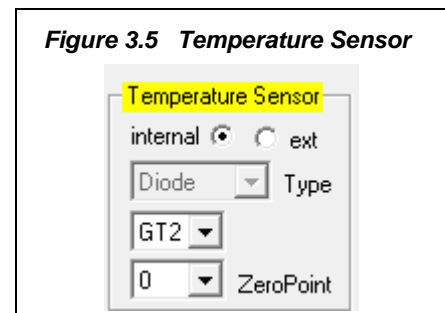 Figure 3.5 Temperature Sensor
Temperature Sensor
internal ext
Diode Type
GT2
0 ZeroPoint